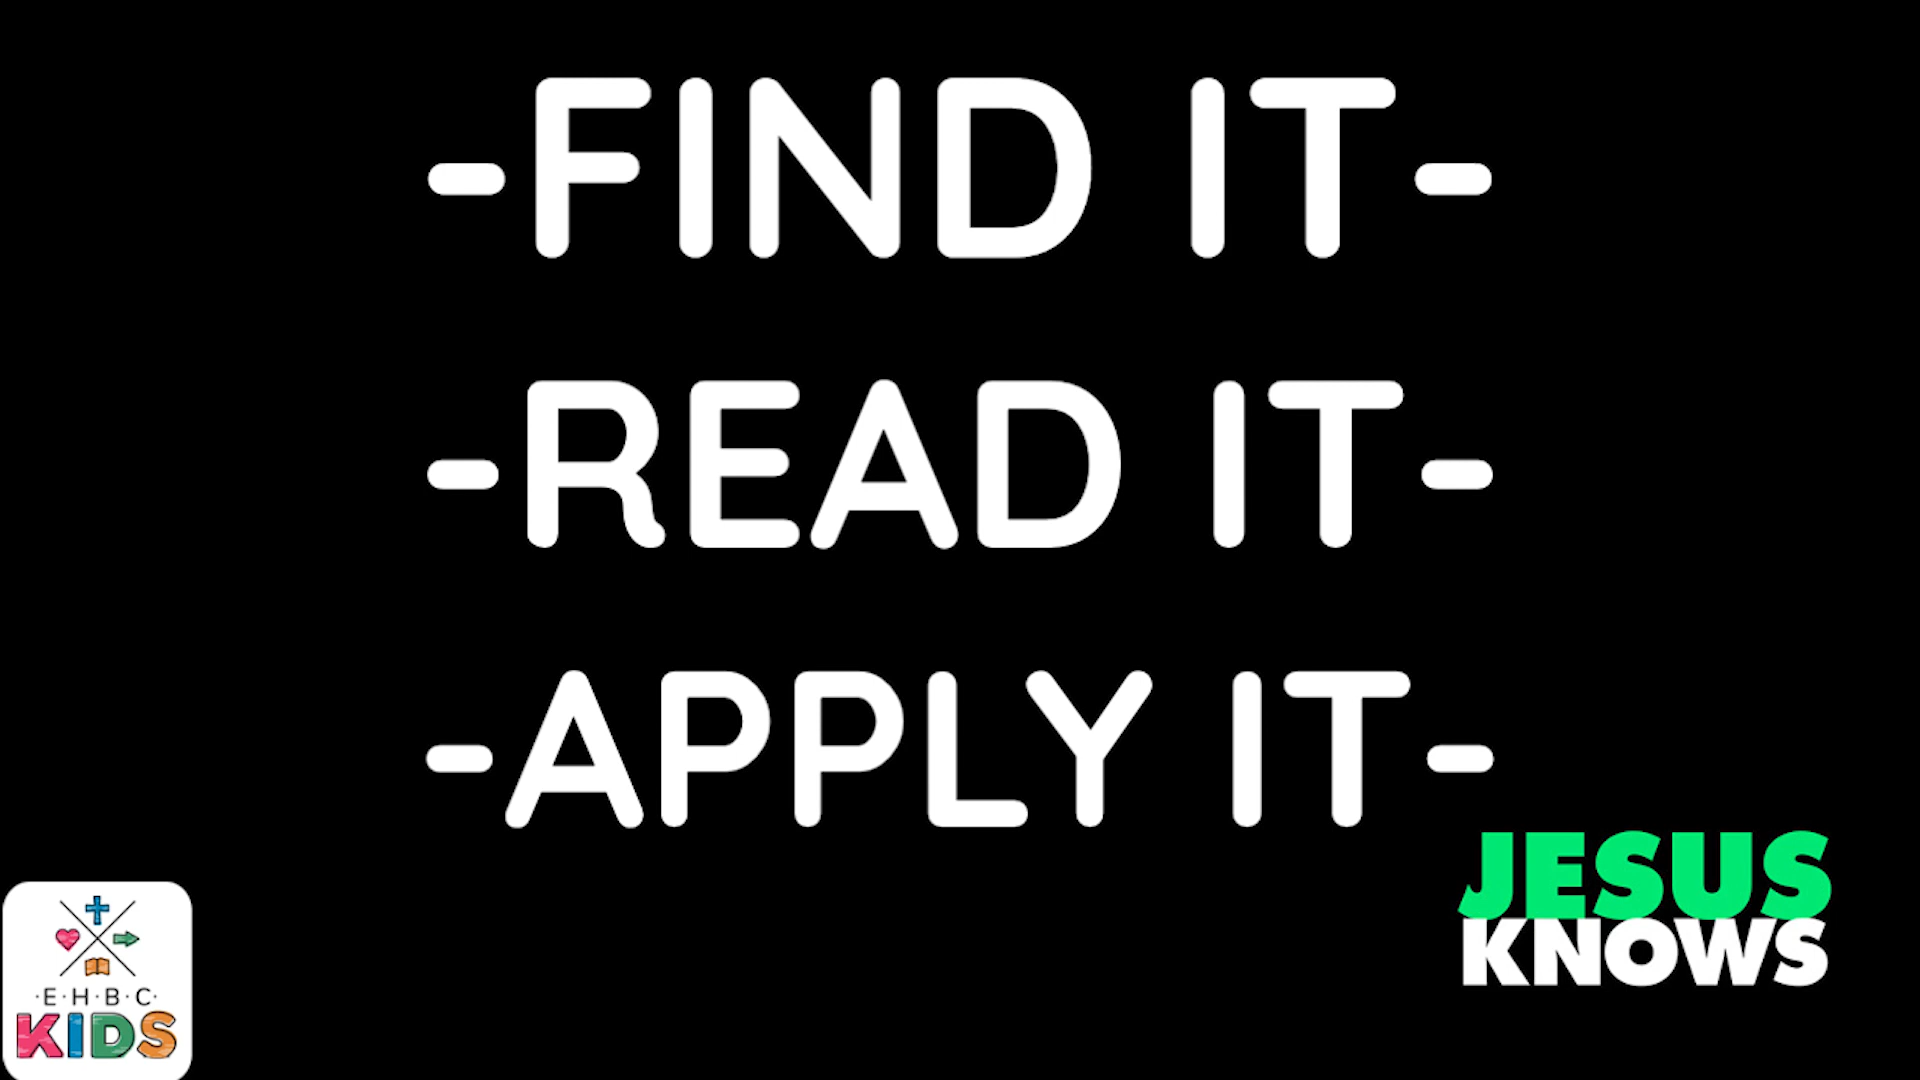 -FIND IT-
-READ IT-
-APPLY IT-
JESUS
KNOWS
·E·H·B·C·
KIDS